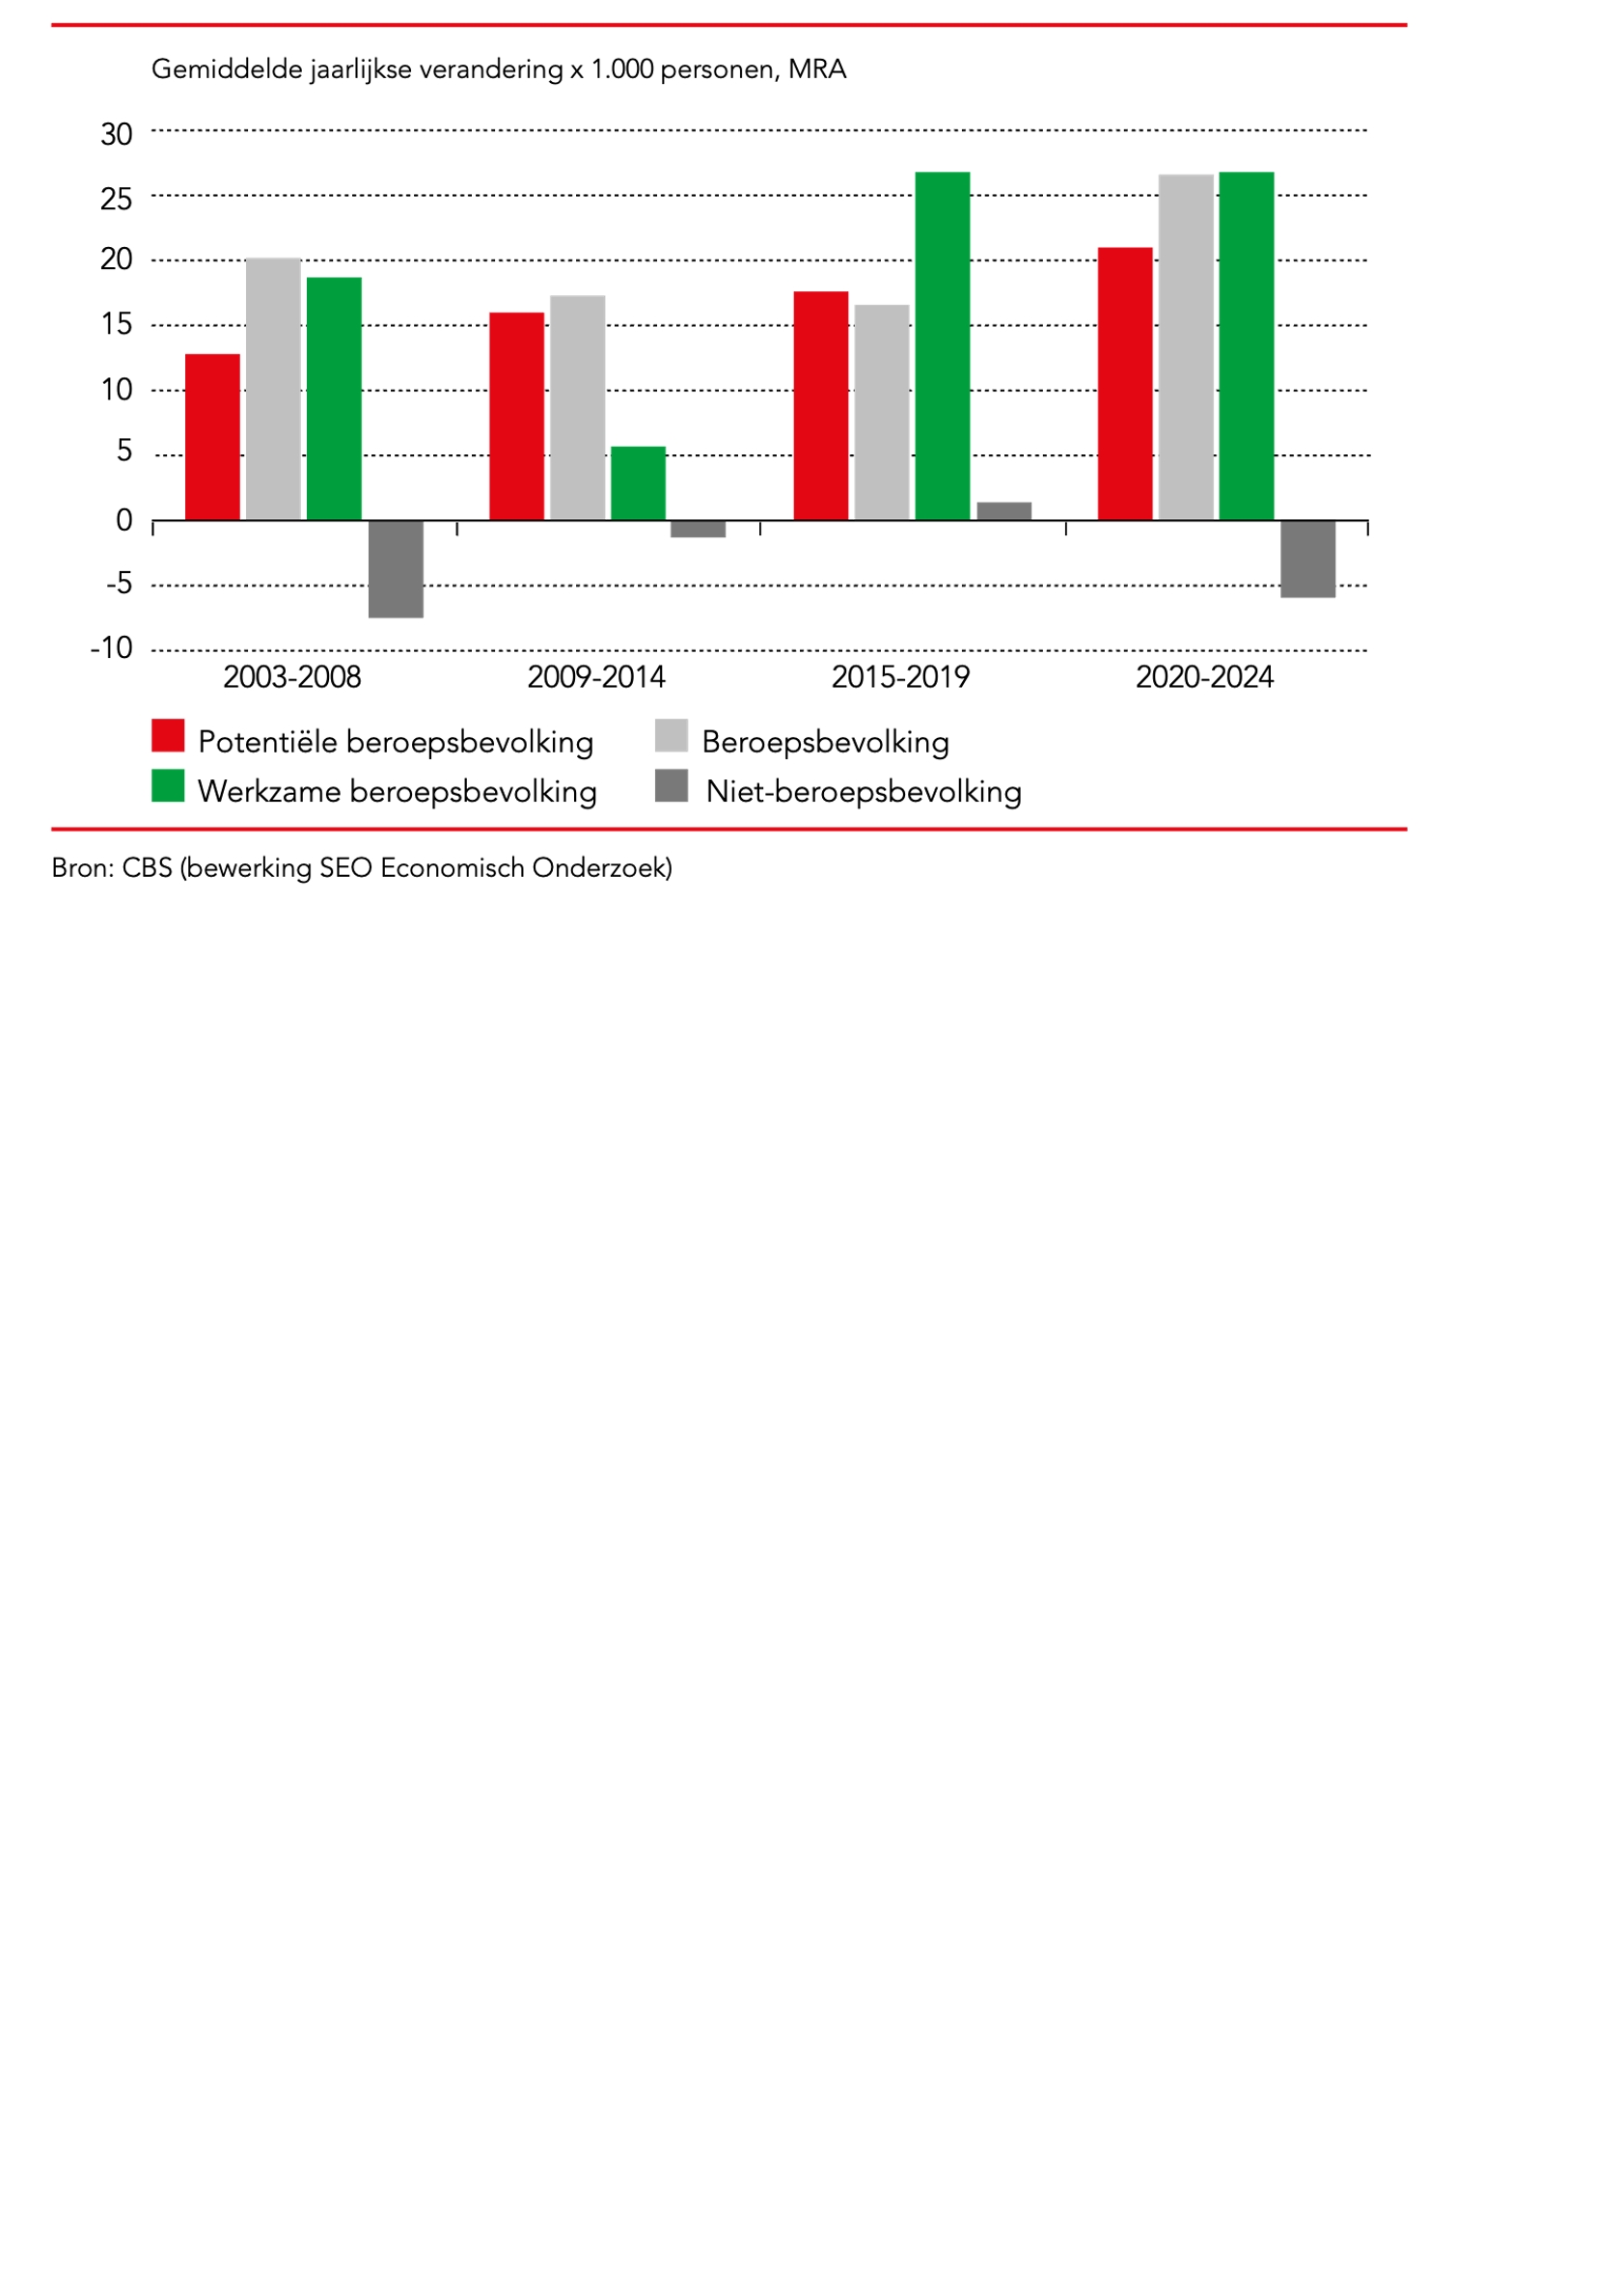 Gemiddelde jaarlijkse verandering x 1.000 personen, MRA
30
25
20
15
10
5
0
-5
-10
2003-2008 2009-2014 2015-2019 2020-2024
Potentiële beroepsbevolking Beroepsbevolking
Werkzame beroepsbevolking Niet-beroepsbevolking
Bron: CBS (bewerking SEO Economisch Onderzoek)